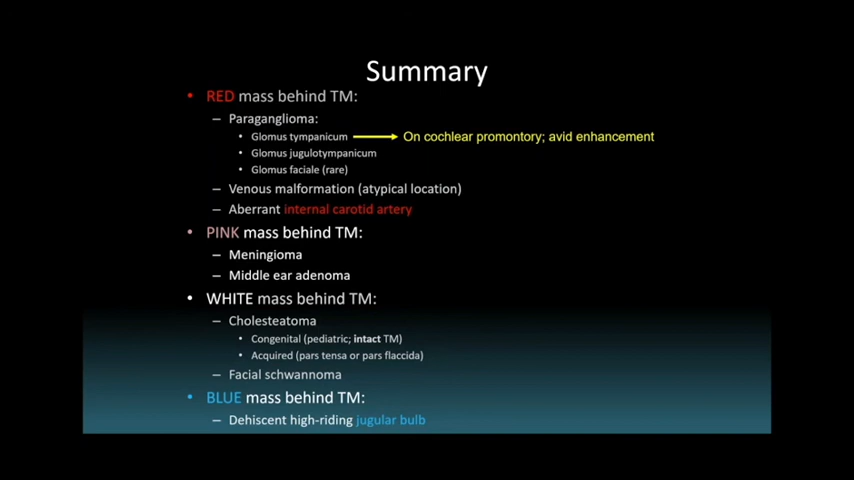 Summary
• RED mass behind TM:
– Paraganglioma:
• Glomus tympanicum On cochlear promontory; avid enhancement
• Glomus jugulotympanicum
• Glomus faciale (rare)
– Venous malformation (atypical location)
– Aberrant internal carotid artery
• PINK mass behind TM:
– Meningioma
– Middle ear adenoma
• WHITE mass behind TM:
– Cholesteatoma
• Congenital (pediatric; intact TM)
• Acquired (pars tensa or pars flaccida)
– Facial schwannoma
• BLUE mass behind TM:
– Dehiscent high-riding jugular bulb